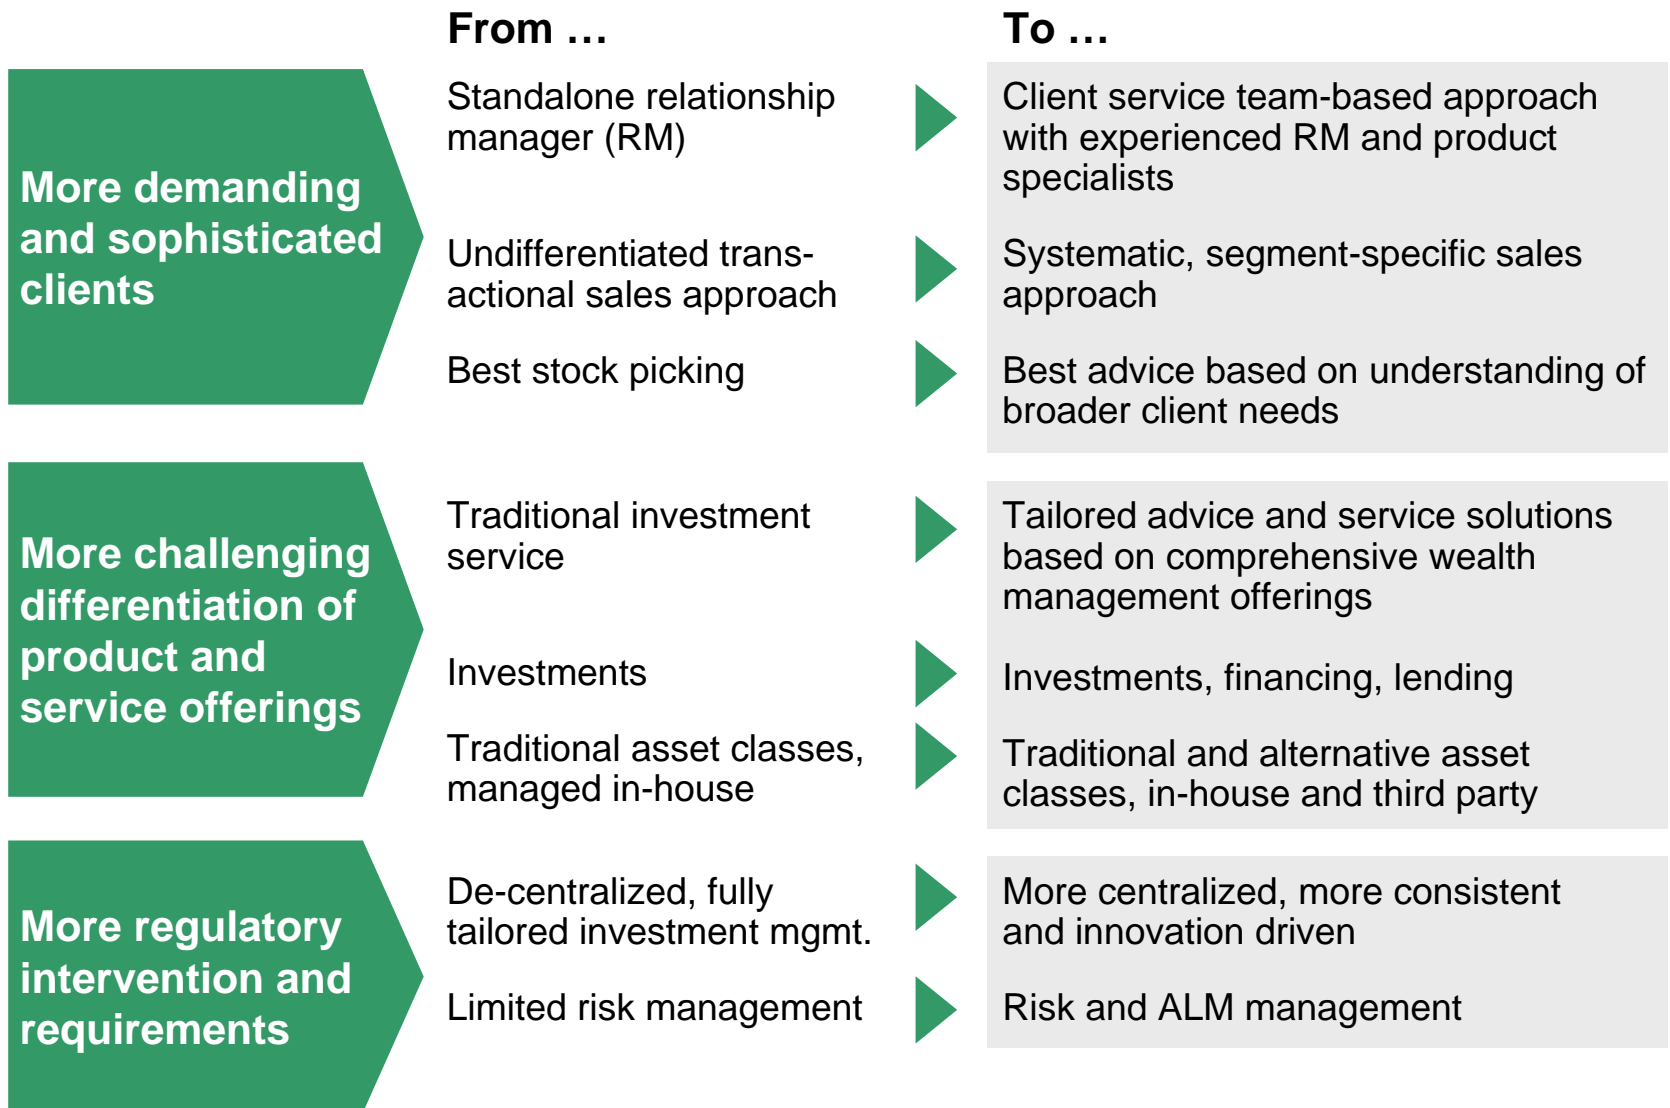 From …
To …
More demanding
and sophisticated
clients
Standalone relationship
manager (RM)
Client service team-based approach
with experienced RM and product
specialists
Undifferentiated trans-
actional sales approach
Systematic, segment-specific sales
approach
Best stock picking
Best advice based on understanding of
broader client needs
More challenging
differentiation of
product and
service offerings
Traditional investment
service
Tailored advice and service solutions
based on comprehensive wealth
management offerings
Investments
Investments, financing, lending
Traditional asset classes,
managed in-house
Traditional and alternative asset
classes, in-house and third party
More regulatory
intervention and
requirements
De-centralized, fully
tailored investment mgmt.
More centralized, more consistent
and innovation driven
Limited risk management
Risk and ALM management